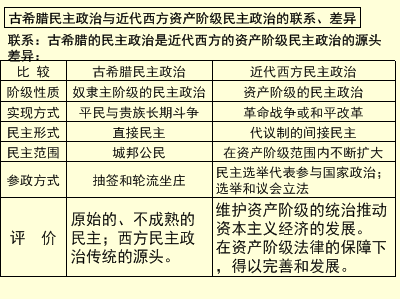 古希腊民主政治与近代西方资产阶级民主政治的联系、差异
联系：古希腊的民主政治是近代西方的资产阶级民主政治的源头
差异：
比 较 古希腊民主政治 近代西方民主政治
阶级性质 奴隶主阶级的民主政治 资产阶级的民主政治
实现方式 平民与贵族长期斗争 革命战争或和平改革
民主形式 直接民主 代议制的间接民主
民主范围 城邦公民 在资产阶级范围内不断扩大
参政方式 抽签和轮流坐庄 民主选举代表参与国家政治；
选举和议会立法
评 价 原始的、不成熟的
民主；西方民主政
治传统的源头。
维护资产阶级的统治推动
资本主义经济的发展。
在资产阶级法律的保障下
，得以完善和发展。